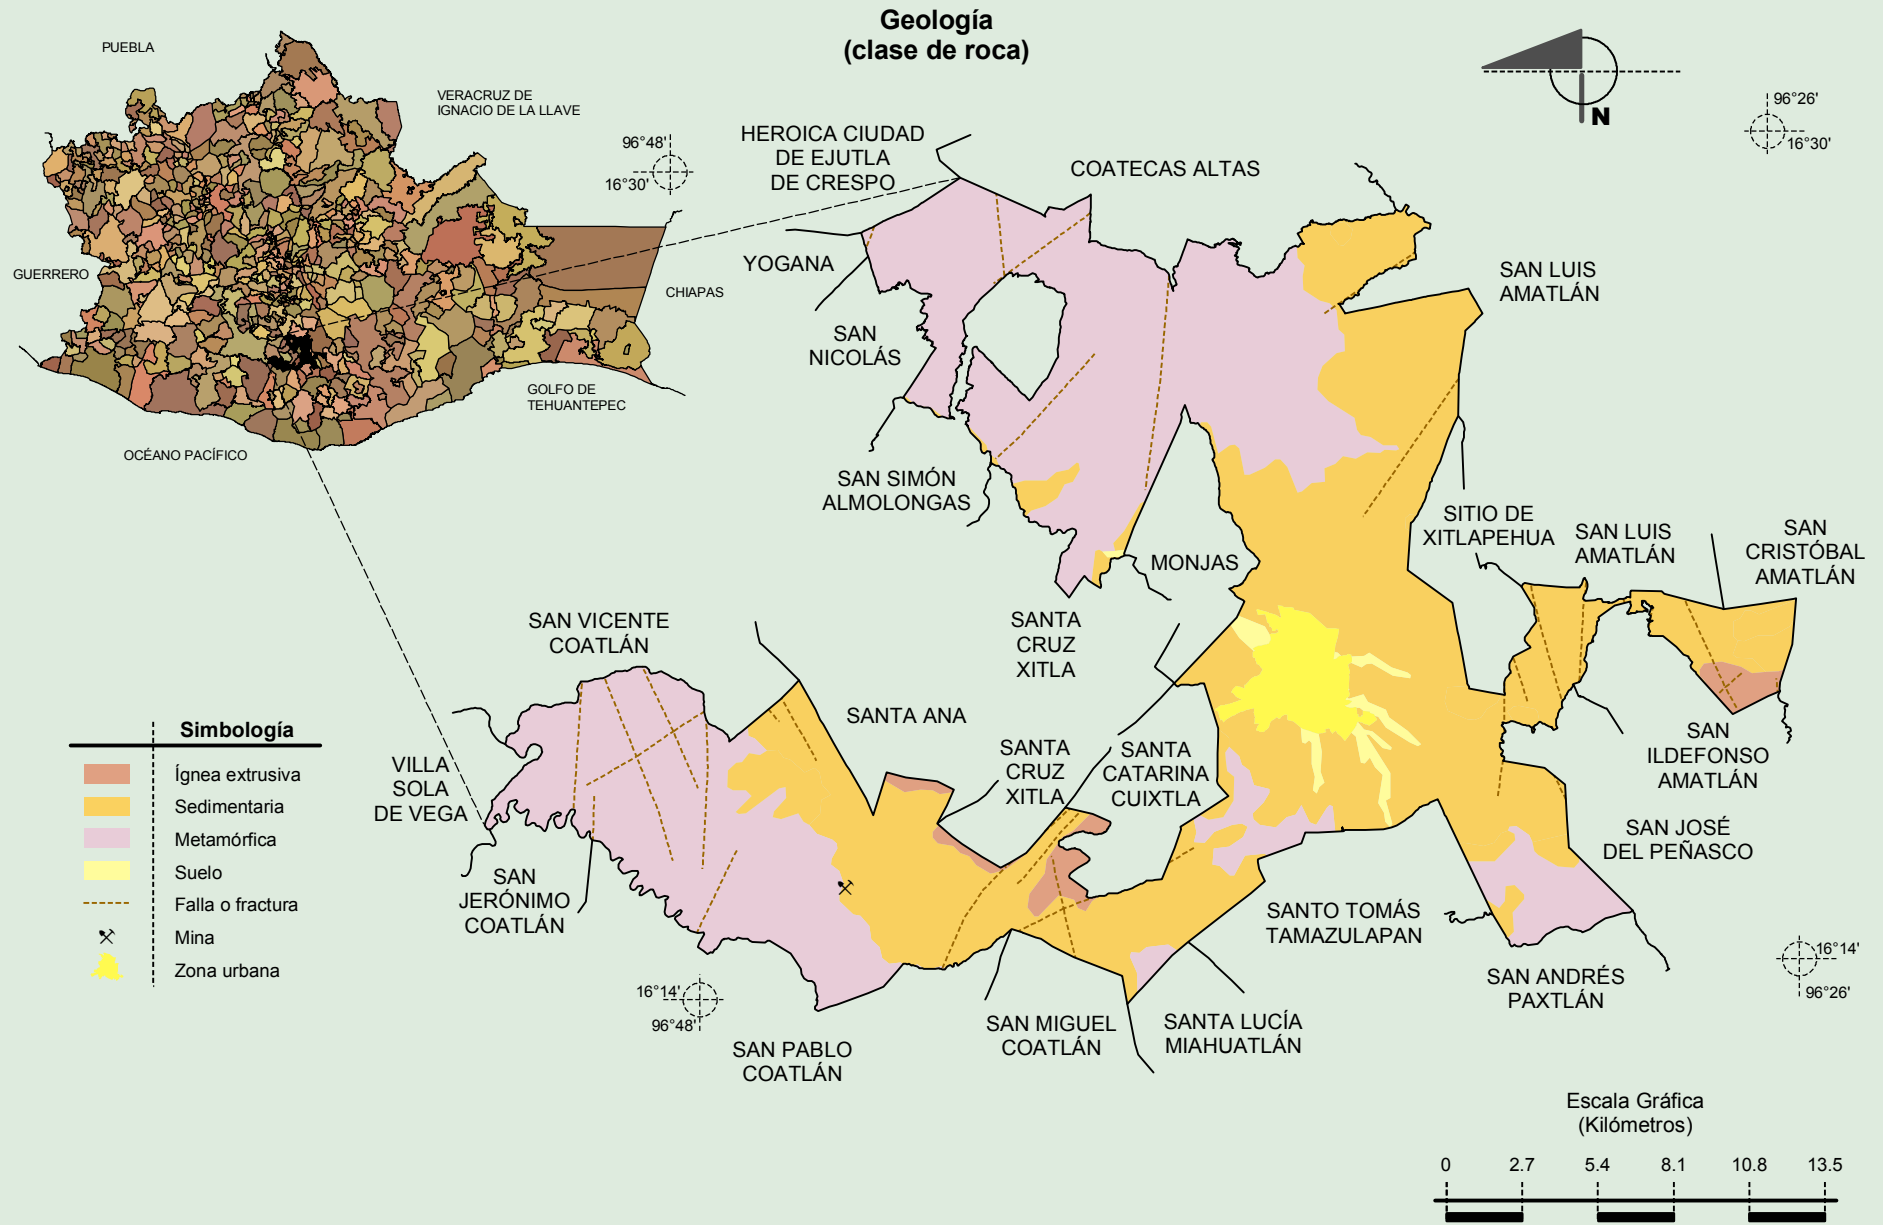 Geología
(clase de roca)
PUEBLA
VERACRUZ DE
IGNACIO DE LA LLAVE
GUERRERO
CHIAPAS
GOLFO DE
TEHUANTEPEC
OCÉANO PACÍFICO
N
96°48'
16°30'
96°26'
16°30'
HEROICA CIUDAD
DE EJUTLA
DE CRESPO
COATECAS ALTAS
YOGANA
SAN LUIS
AMATLÁN
SAN
NICOLÁS
SAN SIMÓN
ALMOLONGAS
SITIO DE
XITLAPEHUA
SAN LUIS
AMATLÁN
SAN
CRISTÓBAL
AMATLÁN
MONJAS
SANTA
CRUZ
XITLA
SAN VICENTE
COATLÁN
SANTA ANA
SANTA
CRUZ
XITLA
SANTA
CATARINA
CUIXTLA
SAN
ILDEFONSO
AMATLÁN
VILLA
SOLA
DE VEGA
SAN JOSÉ
DEL PEÑASCO
SAN
JERÓNIMO
COATLÁN
SANTO TOMÁS
TAMAZULAPAN
SAN ANDRÉS
PAXTLÁN
16°14'
96°48'
16°14'
96°26'
SAN PABLO
COATLÁN
SAN MIGUEL
COATLÁN
SANTA LUCÍA
MIAHUATLÁN
Simbología
Ígnea extrusiva
Sedimentaria
Metamórfica
Suelo
Falla o fractura
Mina
Zona urbana
Escala Gráfica
(Kilómetros)
0 2.7 5.4 8.1 10.8 13.5